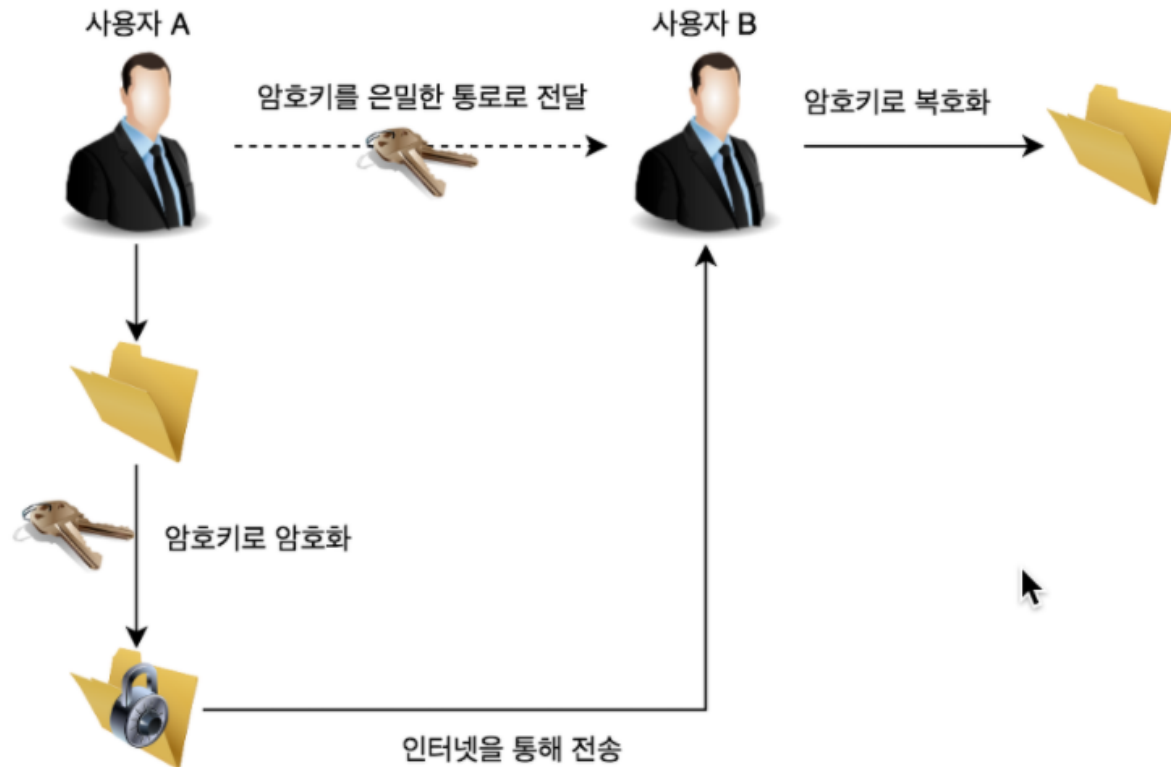 사용자 A
사용자 B
암호키를 은밀한 통로로 전달
암호키로 복호화
암호키로 암호화
인터넷을 통해 전송